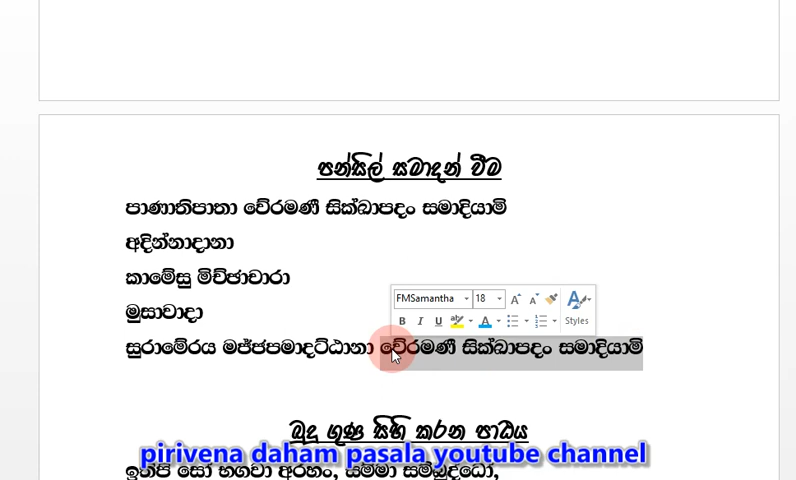 පන්සිල් සමාදන් වීම
පාණාතිපාතා වේරමණී සික්ඛාපදං සමාදියාමි
අදින්නාදානා
කාමේසු මිච්ඡාචාරා
FMSamantha 18
මුසාවාදා
B I U aby A Styles
සුරාමේරය මජ්ජපමාදට්ඨානා වේරමණී සික්ඛාපදං සමාදියාමි
බුදු ගුණ සිහි කරන පාඨය
pirivena daham pasala youtube channel
ඉතිපි සෝ භගවා අරහං, සම්මා සම්බුද්ධෝ,